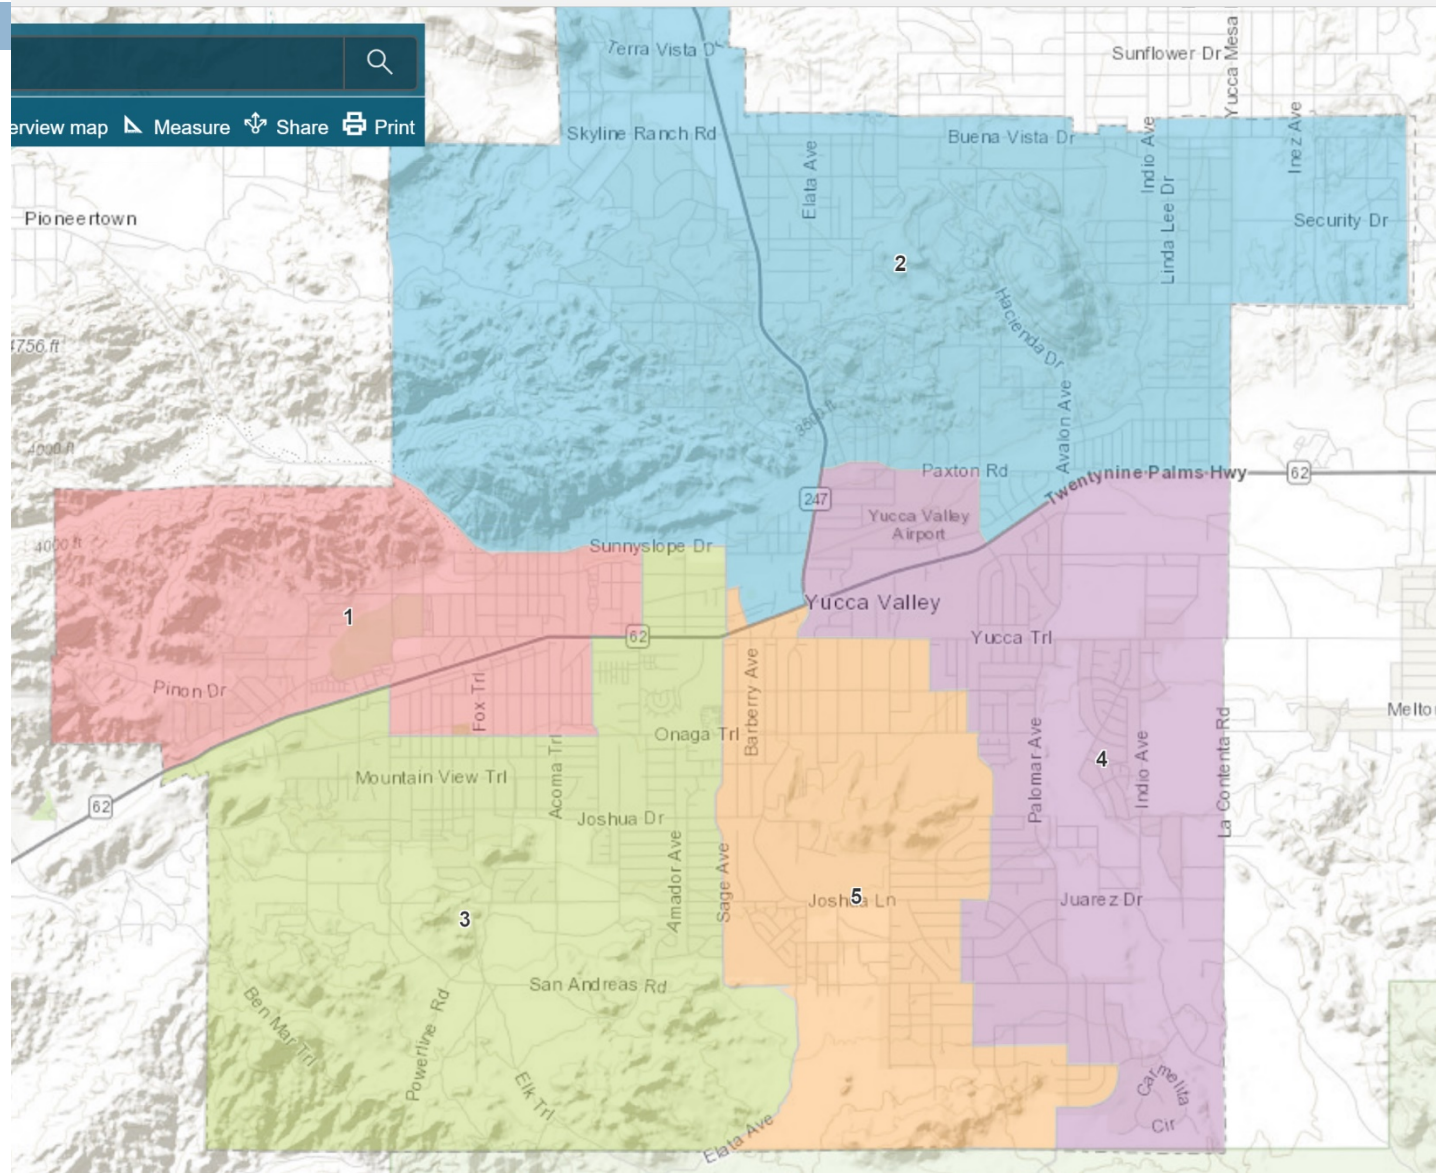 Terra Vista Dr
Sunflower Dr
Yucca Mesa
erview map Measure Share Print
Skyline Ranch Rd
Buena Vista Dr
Elata Ave
Indio Ave
Inez Ave
Linda Lee Dr
Pioneertown
Security Dr
2
Hacienda Dr
4756 ft
3500 ft
Avalon Ave
4000 ft
Paxton Rd
Twentynine Palms Hwy
62
247
Yucca Valley
Airport
4000 ft
Sunnyslope Dr
1
Yucca Valley
62
Yucca Trl
Pinon Dr
Fox Trl
Barberry Ave
Melto
Onaga Trl
Palomar Ave
Indio Ave
La Contenta Rd
4
Mountain View Trl
Acoma Trl
62
Joshua Dr
Amador Ave
Sage Ave
5
Joshua Ln
Juarez Dr
3
San Andreas Rd
Ben Mar Trl
Powerline Rd
Elk Trl
Carmelita
Cir
Elata Ave